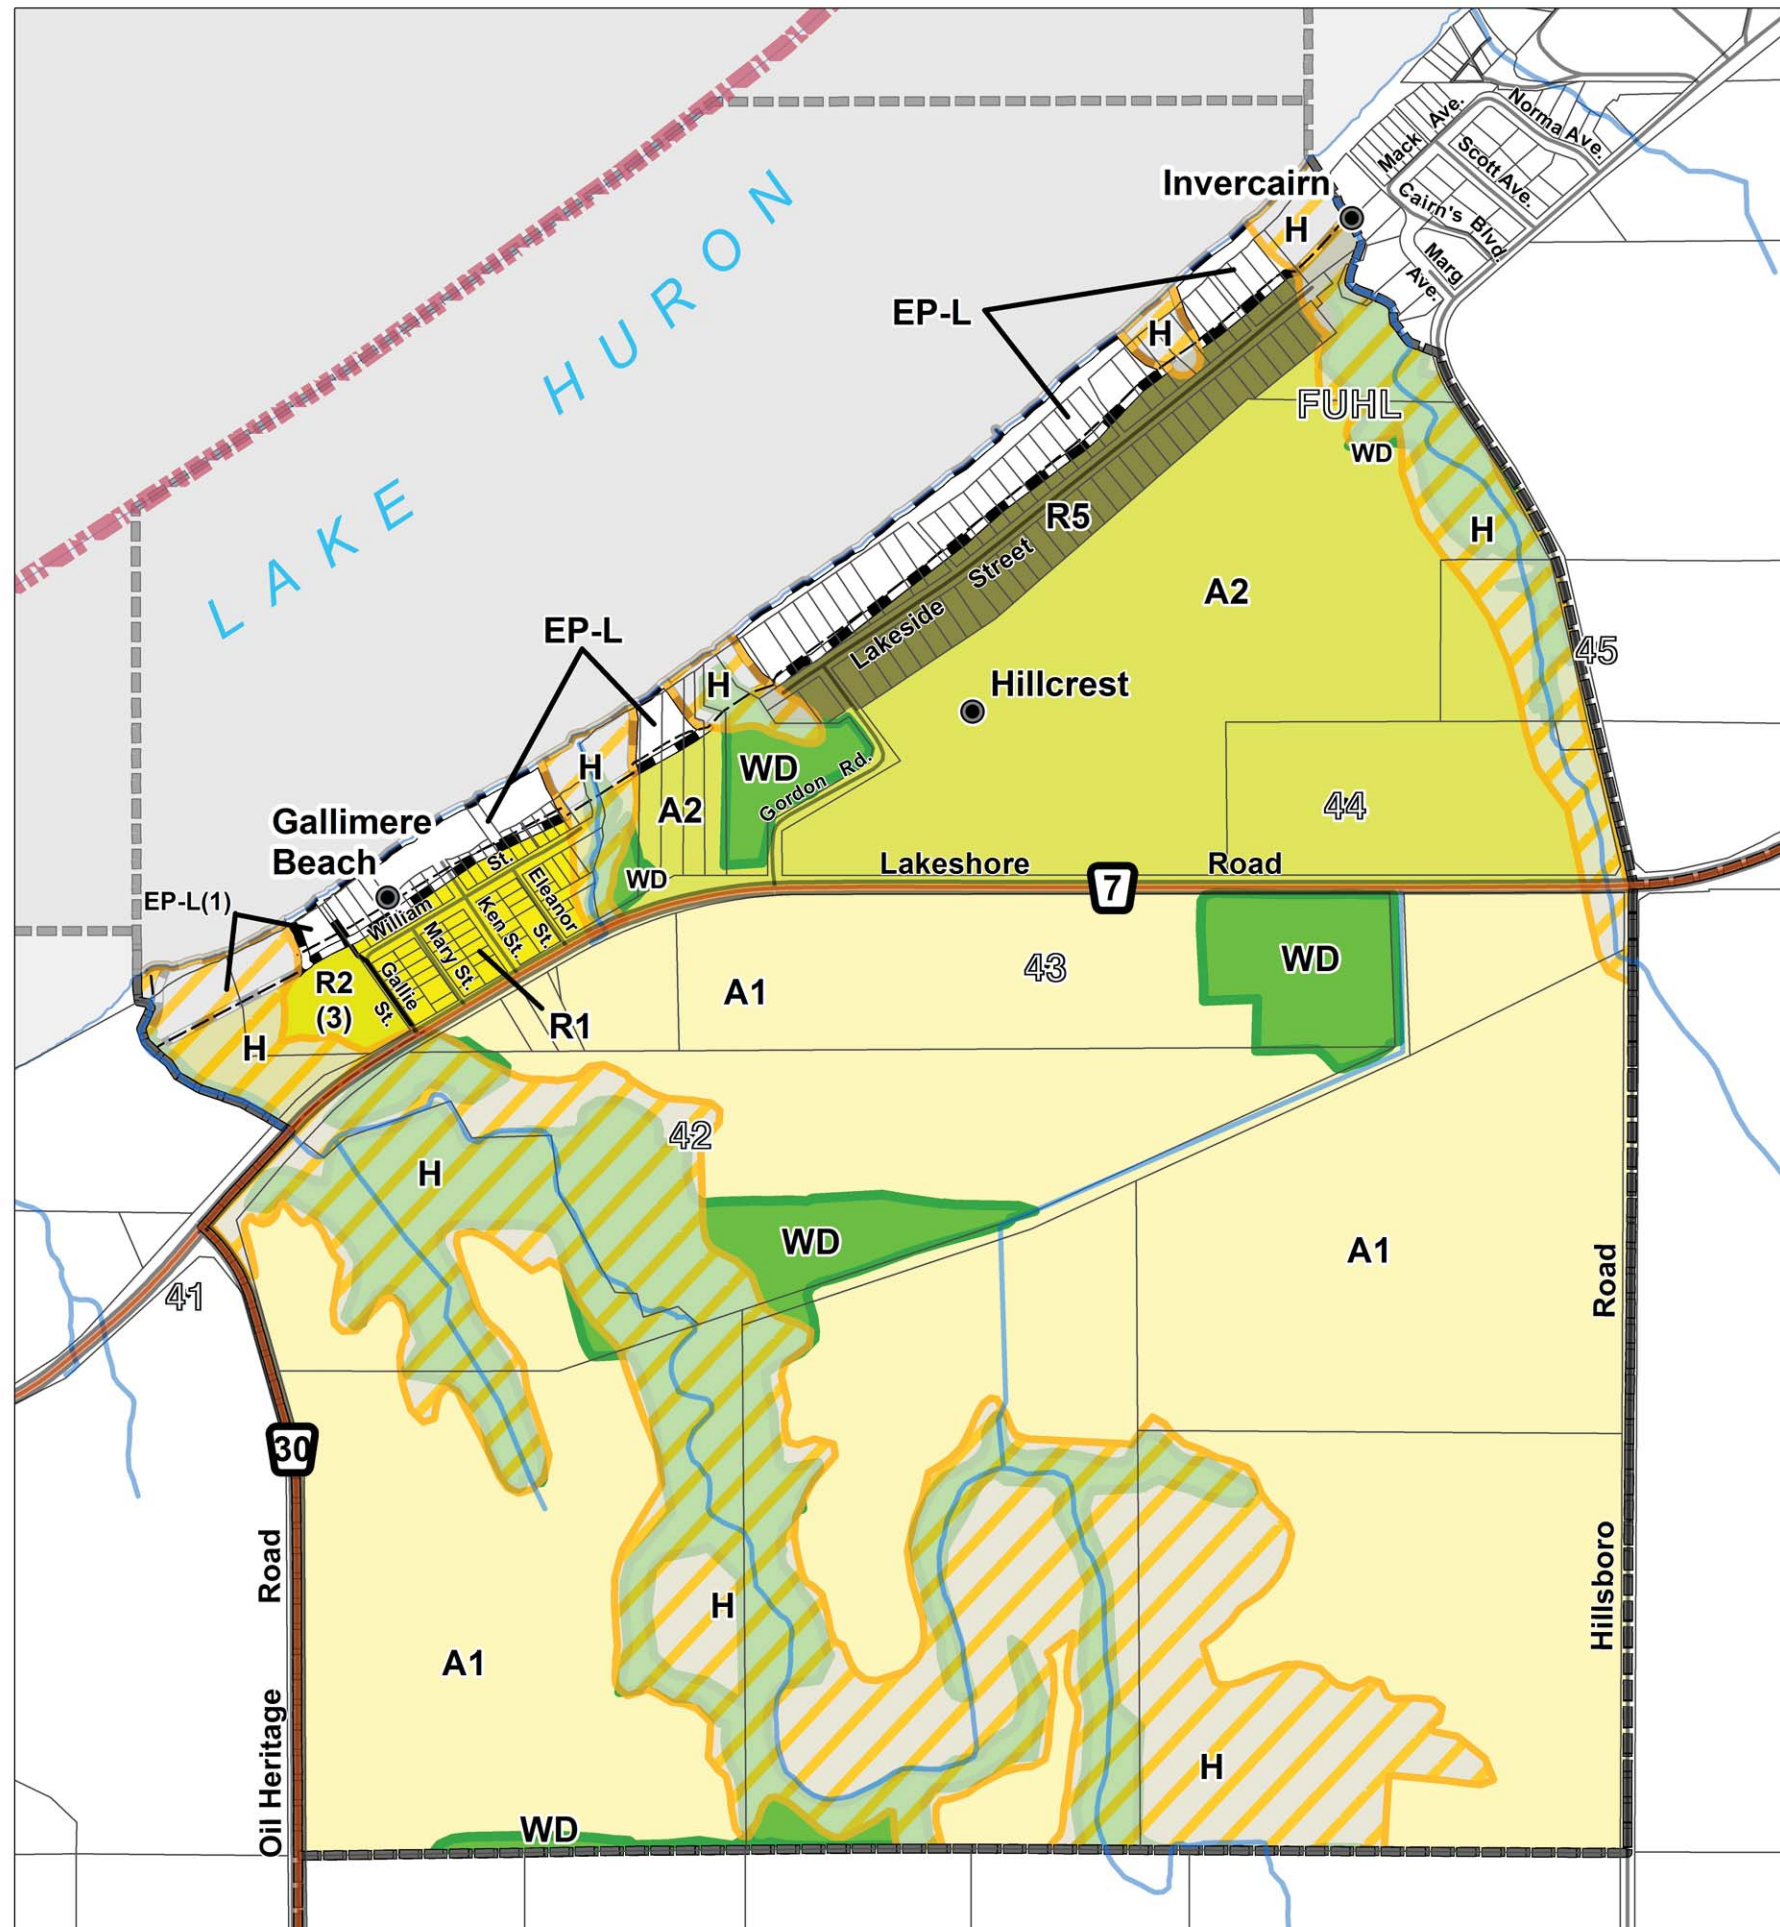 Norma Ave.
Mack Ave.
Scott Ave.
Invercairn
Cairn's Blvd.
H
Marg
Ave.
LAKE HURON
EP-L
H
FUHL
WD
R5
H
Lakeside Street
A2
EP-L
45
H
Hillcrest
H
WD
Gordon Rd.
44
A2
Gallimere
Beach
St.
Lakeshore Road
7
WD
EP-L(1)
William
Eleanor
St.
Ken St.
Mary St.
Gallie
St.
WD
43
R2
(3)
A1
R1
H
42
H
WD
A1
41
Road
30
Road
Hillsboro
H
A1
Oil Heritage
H
WD